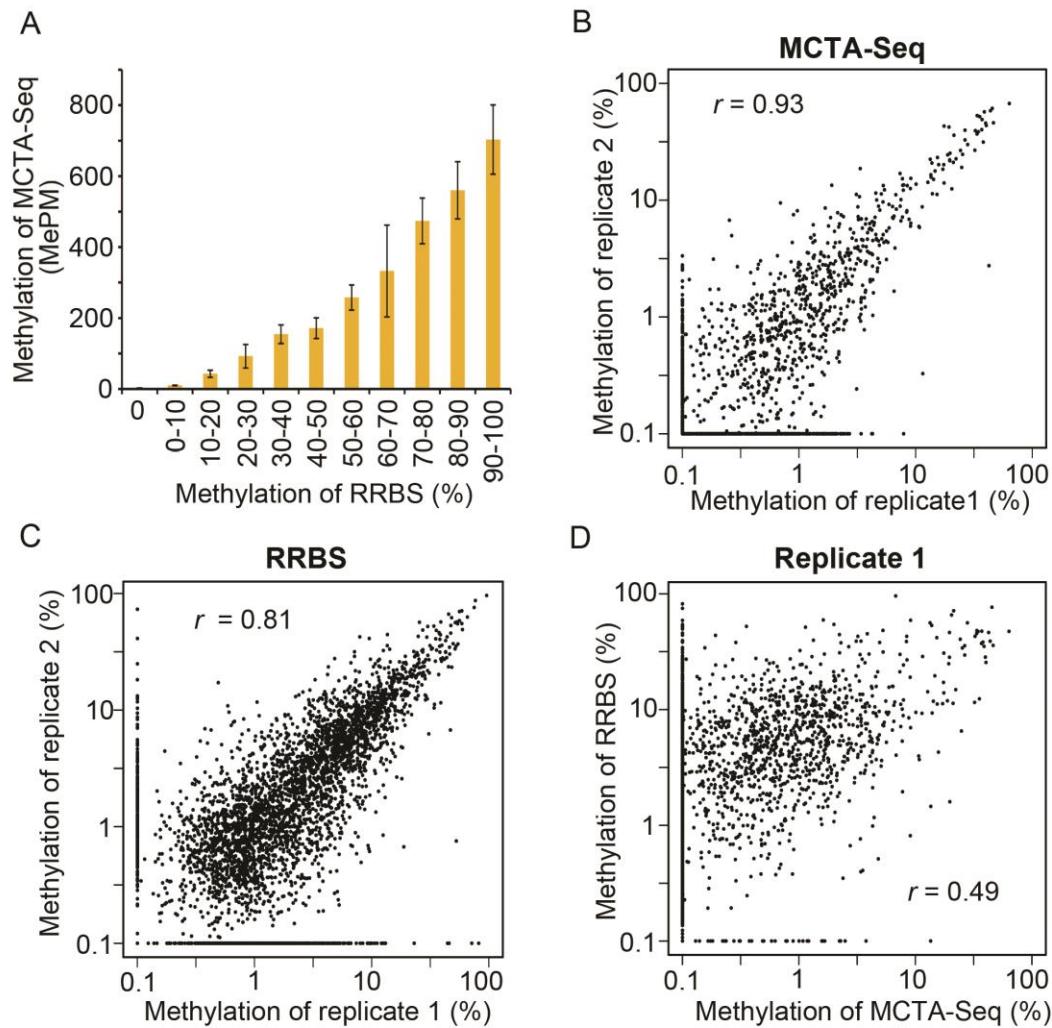 A
Methylation of MCTA-Seq
(MePM)
800
600
400
200
0
0
0-10
10-20
20-30
30-40
40-50
50-60
60-70
70-80
80-90
90-100
Methylation of RRBS (%)
B
MCTA-Seq
r = 0.93
Methylation of replicate 2 (%)
100
10
1
0.1
0.1 1 10 100
Methylation of replicate1 (%)
C
RRBS
r = 0.81
Methylation of replicate 2 (%)
100
10
1
0.1
0.1 1 10 100
Methylation of replicate 1 (%)
D
Replicate 1
Methylation of RRBS (%)
100
10
1
0.1
r = 0.49
0.1 1 10 100
Methylation of MCTA-Seq (%)